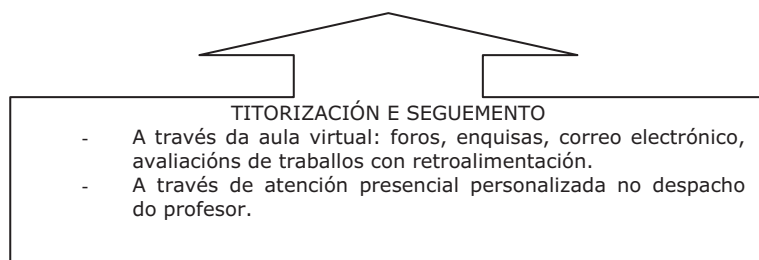 TITORIZACIÓN E SEGUEMENTO
- A través da aula virtual: foros, enquisas, correo electrónico,
avaliacións de traballos con retroalimentación.
- A través de atención presencial personalizada no despacho
do profesor.